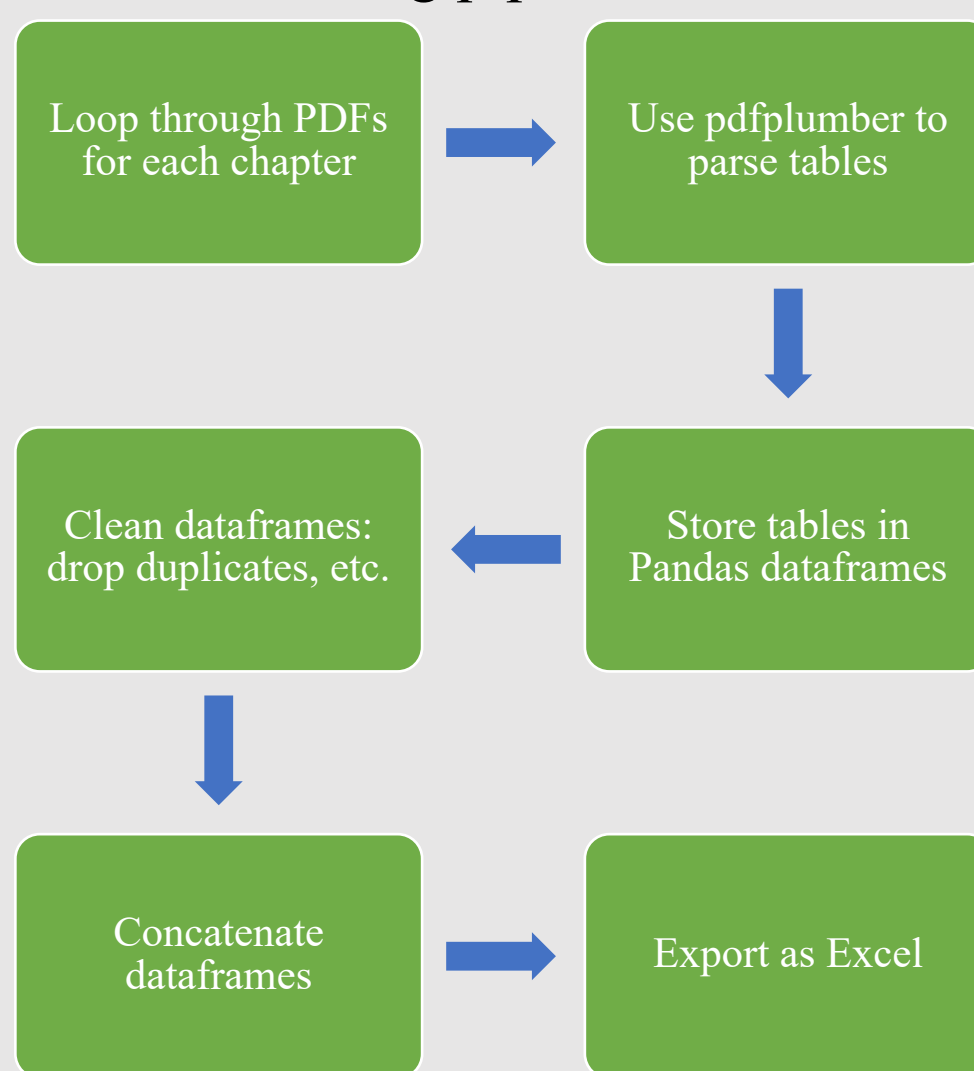 Loop through PDFs
for each chapter
Use pdfplumber to
parse tables
Store tables in
Pandas dataframes
Clean dataframes:
drop duplicates, etc.
Concatenate
dataframes
Export as Excel